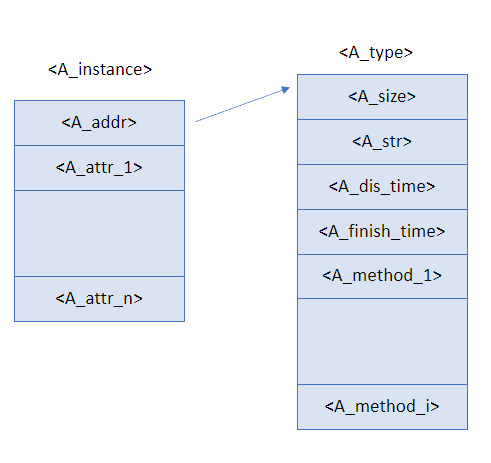 <A_instance>
<A_addr>
<A_attr_1>
<A_attr_n>
<A_type>
<A_size>
<A_str>
<A_dis_time>
<A_finish_time>
<A_method_1>
<A_method_i>